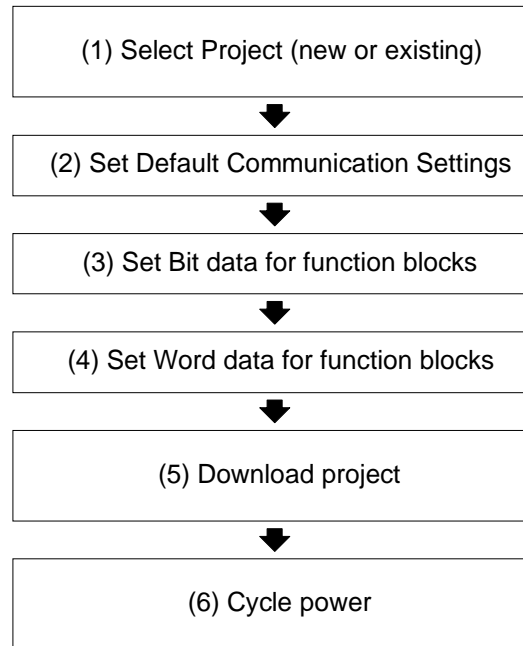 (1) Select Project (new or existing)
(2) Set Default Communication Settings
(3) Set Bit data for function blocks
(4) Set Word data for function blocks
(5) Download project
(6) Cycle power